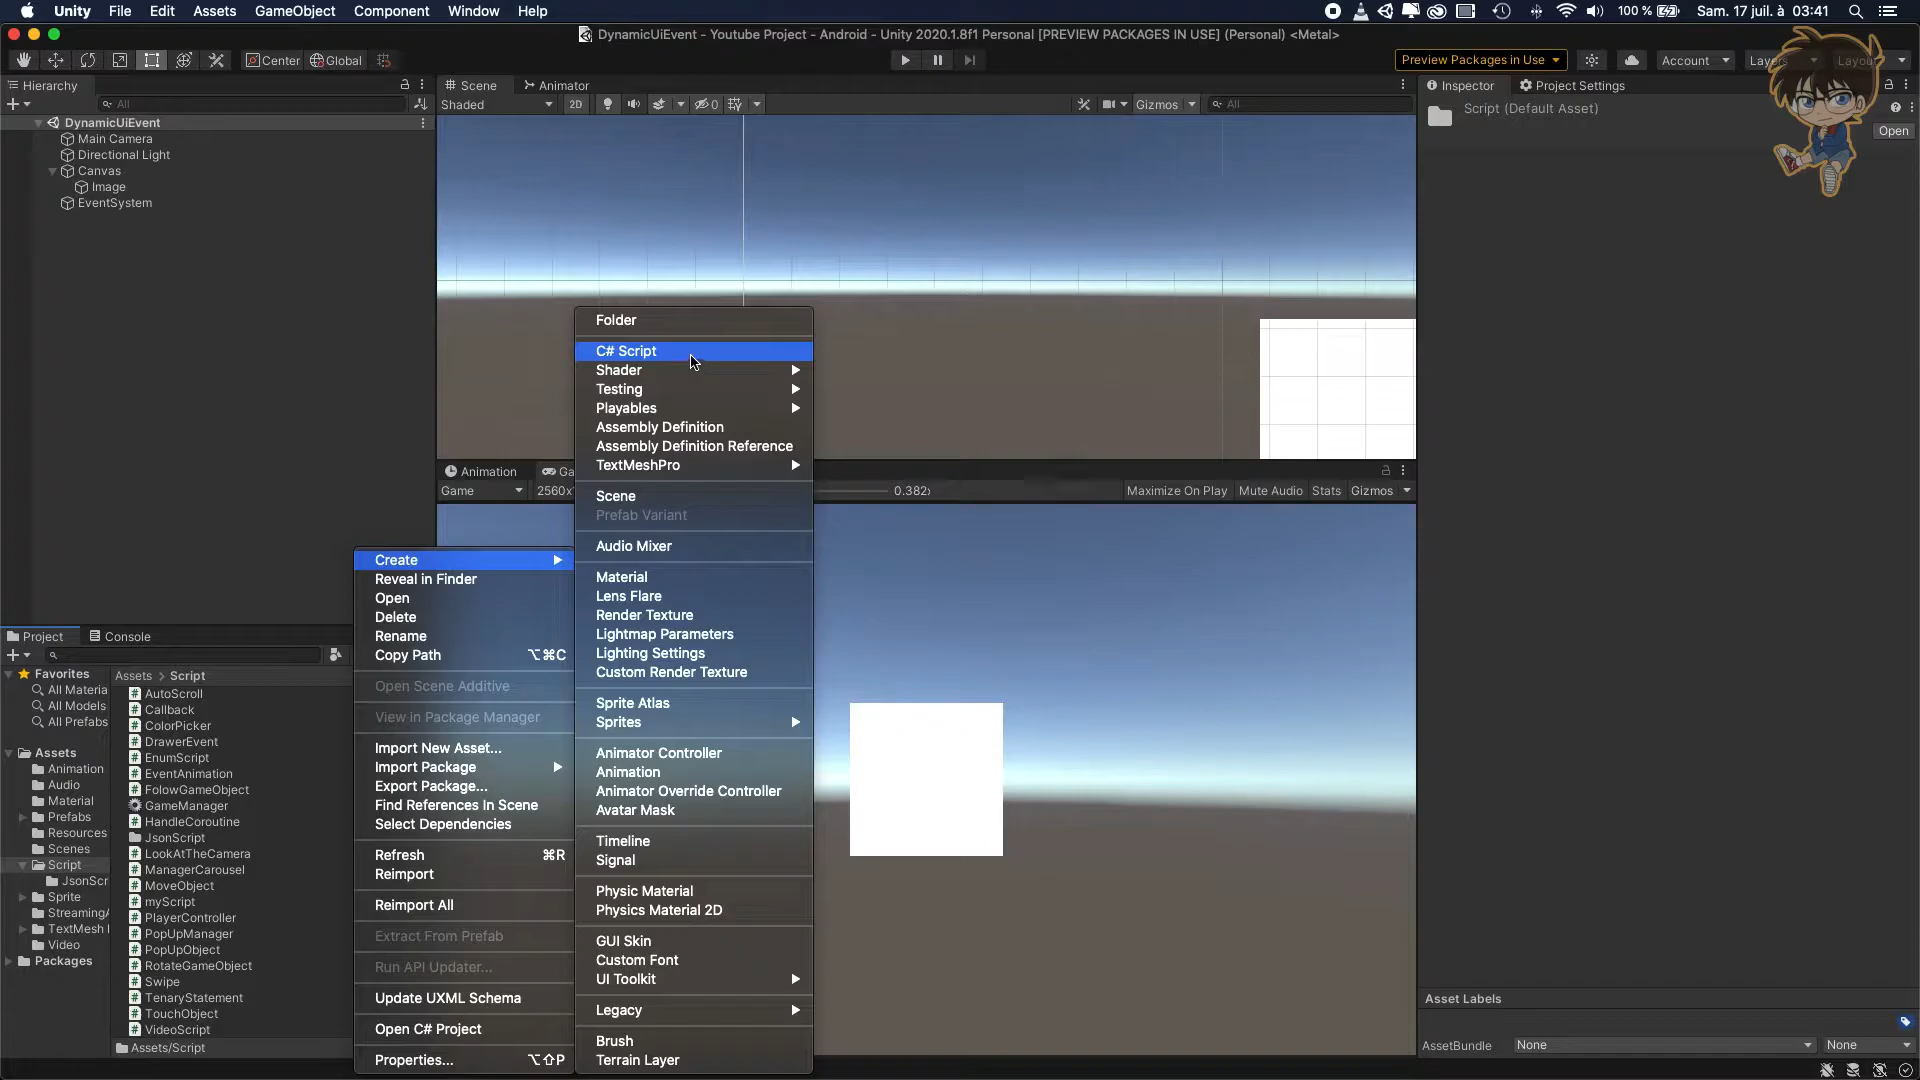 Unity File Edit Assets GameObject Component Window Help 100 % Sam. 17 juil. à 03:41
DynamicUiEvent - Youtube Project - Android - Unity 2020.1.8f1 Personal [PREVIEW PACKAGES IN USE] (Personal) <Metal>
Center Global Preview Packages in Use Account
Hierarchy
All
DynamicUiEvent
Main Camera
Directional Light
Canvas
Image
EventSystem
Scene Animator
Shaded 2D 0 Gizmos All
Inspector Project Settings
Script (Default Asset)
Open
Folder
C# Script
Shader
Testing
Playables
Assembly Definition
Assembly Definition Reference
TextMeshPro
Scene
Prefab Variant
Audio Mixer
Material
Lens Flare
Render Texture
Lightmap Parameters
Lighting Settings
Custom Render Texture
Sprite Atlas
Sprites
Animator Controller
Animation
Animator Override Controller
Avatar Mask
Timeline
Signal
Physic Material
Physics Material 2D
GUI Skin
Custom Font
UI Toolkit
Legacy
Brush
Terrain Layer
Animation Ga
Game 2560x 0.382x Maximize On Play Mute Audio Stats Gizmos
Create
Reveal in Finder
Open
Delete
Rename
Copy Path ⌥⌘C
Open Scene Additive
View in Package Manager
Import New Asset...
Import Package
Export Package...
Find References In Scene
Select Dependencies
Refresh ⌘R
Reimport
Reimport All
Extract From Prefab
Run API Updater...
Update UXML Schema
Open C# Project
Properties... ⌥⇧P
Project Console
Favorites
All Materia
All Models
All Prefabs
Assets
Animation
Audio
Material
Prefabs
Resources
Scenes
Script
JsonScr
Sprite
StreamingA
TextMesh
Video
Packages
Assets > Script
AutoScroll
Callback
ColorPicker
DrawerEvent
EnumScript
EventAnimation
FolowGameObject
GameManager
HandleCoroutine
JsonScript
LookAtTheCamera
ManagerCarousel
MoveObject
myScript
PlayerController
PopUpManager
PopUpObject
RotateGameObject
Swipe
TenaryStatement
TouchObject
VideoScript
Assets/Script
Asset Labels
AssetBundle None None